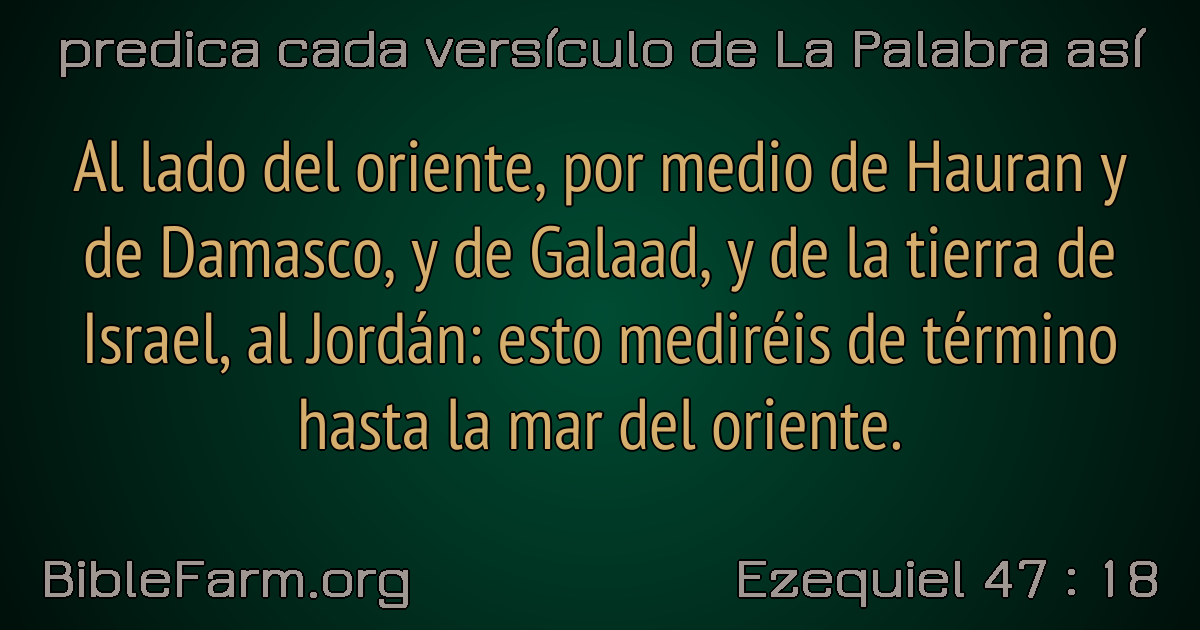 predica cada versículo de La Palabra así
Al lado del oriente, por medio de Hauran y
de Damasco, y de Galaad, y de la tierra de
Israel, al Jordán: esto mediréis de término
hasta la mar del oriente.
BibleFarm.org
Ezequiel 47 : 18